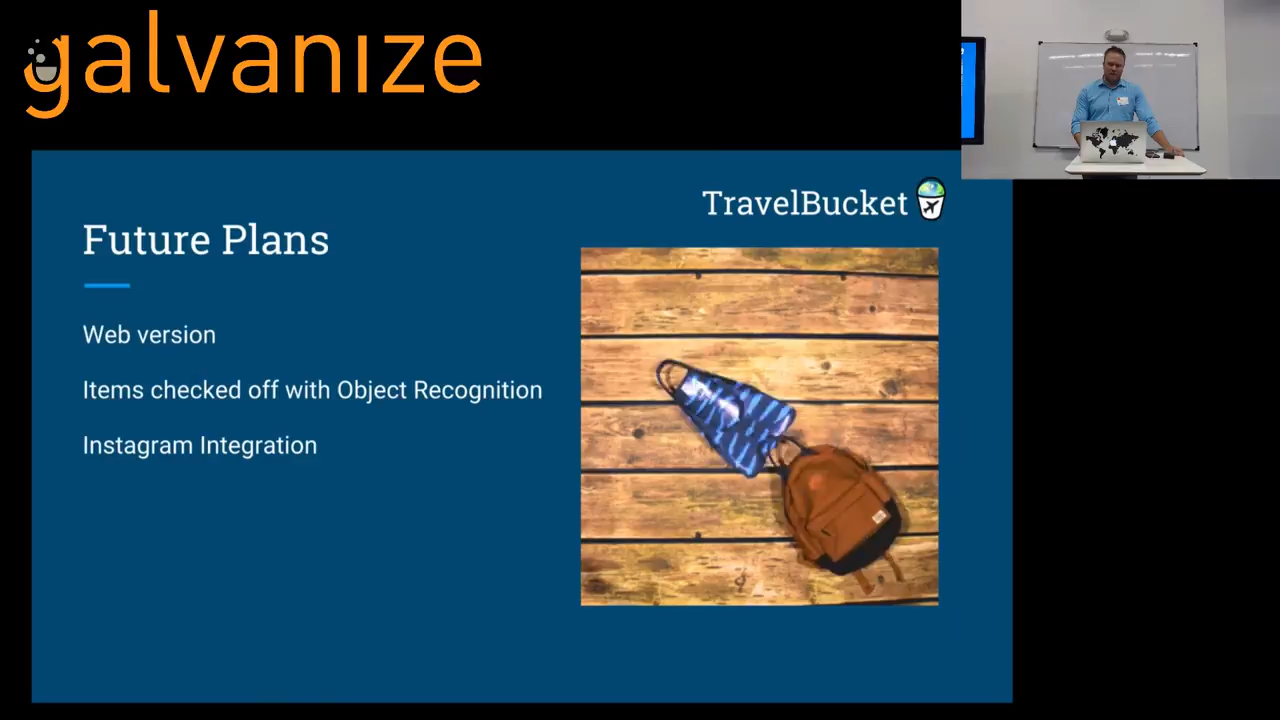 galvanize
TravelBucket
Future Plans
Web version
Items checked off with Object Recognition
Instagram Integration